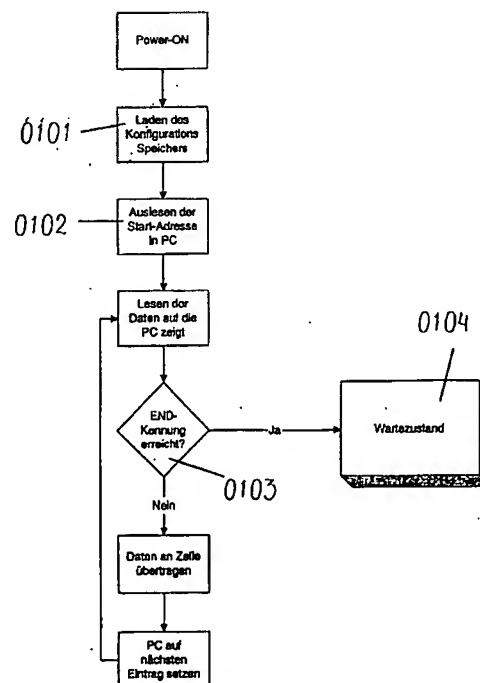 Power-ON
0101
Laden des
Konfigurations
Speichers
0102
Auslesen der
Start-Adresse
in PC
Lesen der
Daten auf die
PC zeigt
0104
END-
Kennung
erreicht?
Ja
Wartezustand
0103
Nein
Daten an Zelle
übertragen
PC auf
nächsten
Eintrag setzen